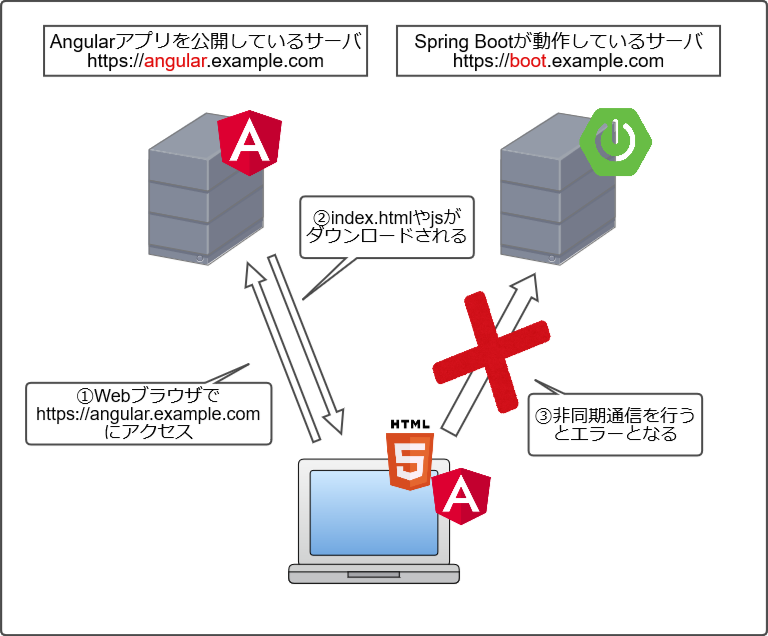 Angularアプリを公開しているサーバ
https://angular.example.com
Spring Bootが動作しているサーバ
https://boot.example.com
②index.htmlやjsが
ダウンロードされる
①Webブラウザで
https://angular.example.com
にアクセス
③非同期通信を行う
とエラーとなる
HTML
5
A
A